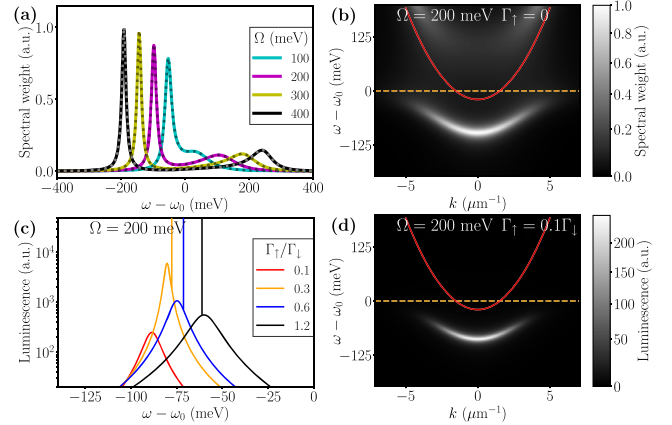 (a)
Spectral weight (a.u.)
1.0
0.5
0.0
−400 −200 0 200 400
ω − ω₀ (meV)
Ω (meV)
100
200
300
400
(b)
Ω = 200 meV Γ↑ = 0
ω − ω₀ (meV)
125
0
−125
−5 0 5
k (μm⁻¹)
1.0
0.8
0.6
0.4
0.2
0.0
Spectral weight (a.u.)
(c)
Ω = 200 meV
Luminescence (a.u.)
10⁴
10³
10²
−125 −100 −75 −50 −25 0
ω − ω₀ (meV)
Γ↑/Γ↓
0.1
0.3
0.6
1.2
(d)
Ω = 200 meV Γ↑ = 0.1Γ↓
ω − ω₀ (meV)
125
0
−125
−5 0 5
k (μm⁻¹)
200
150
100
50
0
Luminescence (a.u.)